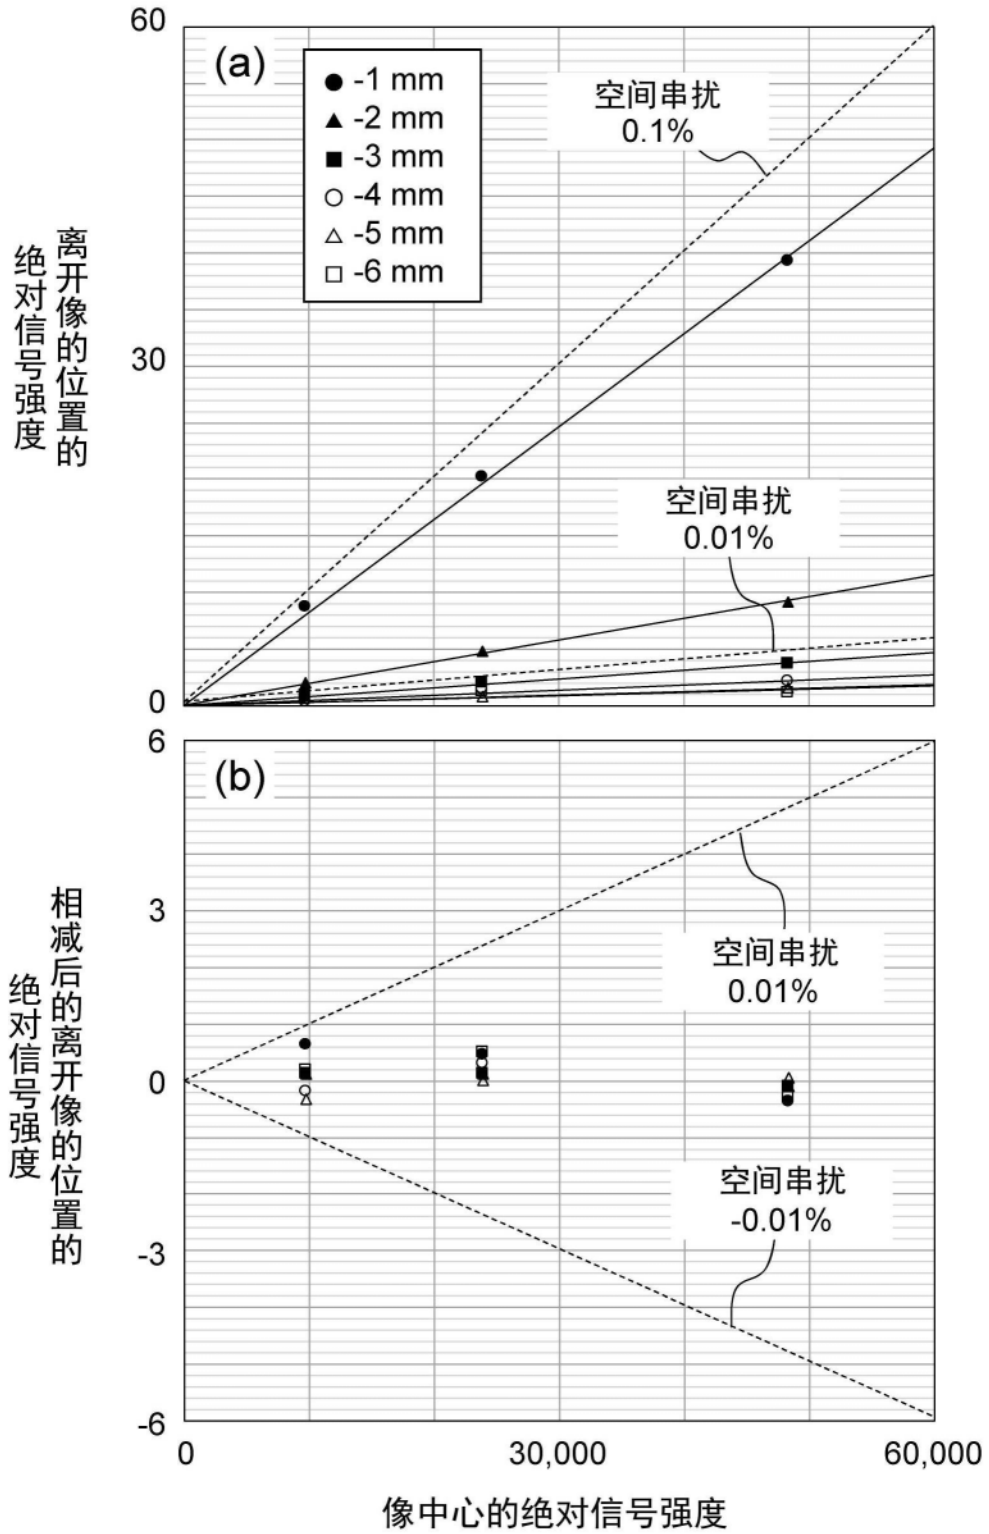 60
(a)
-1 mm
-2 mm
-3 mm
-4 mm
-5 mm
-6 mm
空间串扰
0.1%
离开像的位置的
绝对信号强度
30
空间串扰
0.01%
0
6
(b)
3
空间串扰
0.01%
相减后的离开像的位置的
绝对信号强度
0
空间串扰
-0.01%
-3
-6
0
30,000
60,000
像中心的绝对信号强度